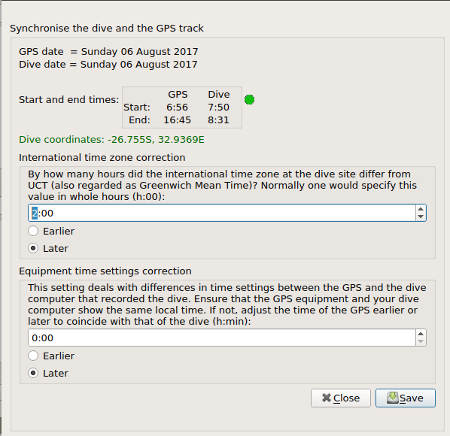 Synchronise the dive and the GPS track
GPS date = Sunday 06 August 2017
Dive date = Sunday 06 August 2017
GPS Dive
Start and end times: Start: 6:56 7:50
End: 16:45 8:31
Dive coordinates: -26.755S, 32.9369E
International time zone correction
By how many hours did the international time zone at the dive site differ from
UCT (also regarded as Greenwich Mean Time)? Normally one would specify this
value in whole hours (h:00):
2:00
Earlier
Later
Equipment time settings correction
This setting deals with differences in time settings between the GPS and the dive
computer that recorded the dive. Ensure that the GPS equipment and your dive
computer show the same local time. If not, adjust the time of the GPS earlier or
later to coincide with that of the dive (h:min):
0:00
Earlier
Later
Close Save